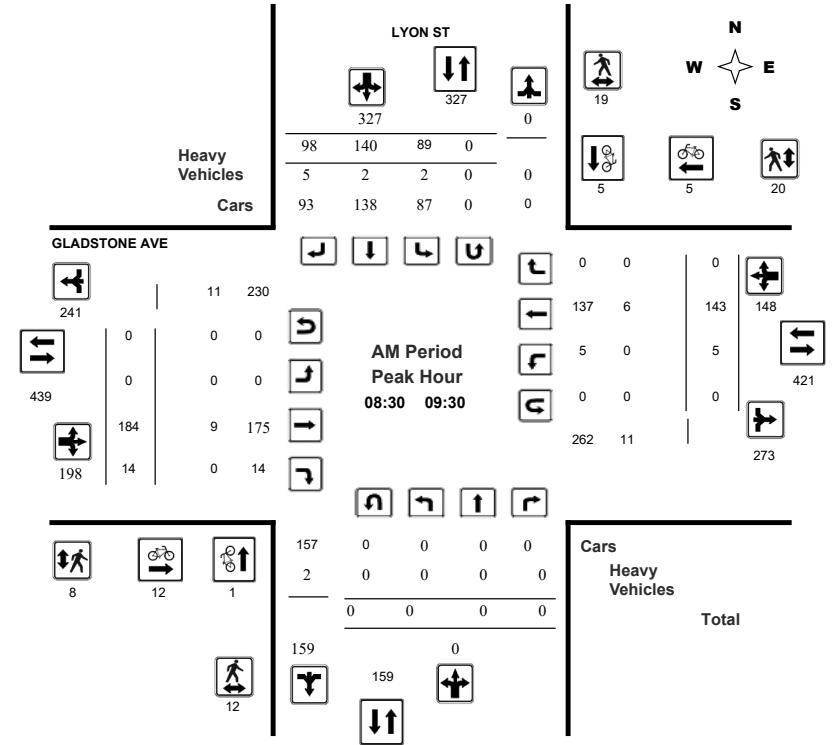 LYON ST
N
W E
S
327
19
327 0
98 140 89 0
Heavy
Vehicles
5 2 2 0 0
5 5 20
Cars
93 138 87 0 0
GLADSTONE AVE
241
11 230
0 0 0
137 6 143 148
0 0 0
439
AM Period
Peak Hour
08:30 09:30
5 0 5
421
0 0 0
0 0 0
184 9 175
262 11
273
198
14 0 14
157 0 0 0 0
Cars
2 0 0 0 0
Heavy
Vehicles
8 12 1
0 0 0 0
Total
159 0
159
12